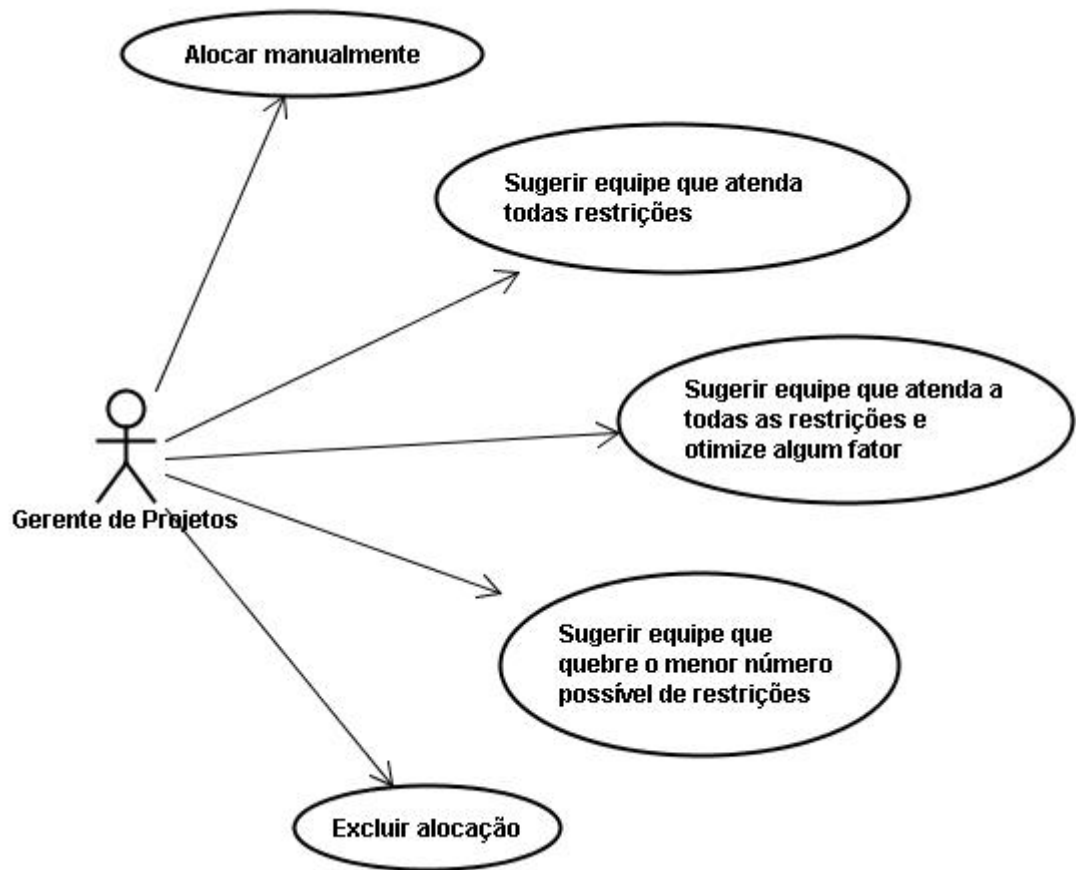 Alocar manualmente
Sugerir equipe que atenda
todas restrições
Sugerir equipe que atenda a
todas as restrições e
otimize algum fator
Gerente de Projetos
Sugerir equipe que
quebre o menor número
possível de restrições
Excluir alocação